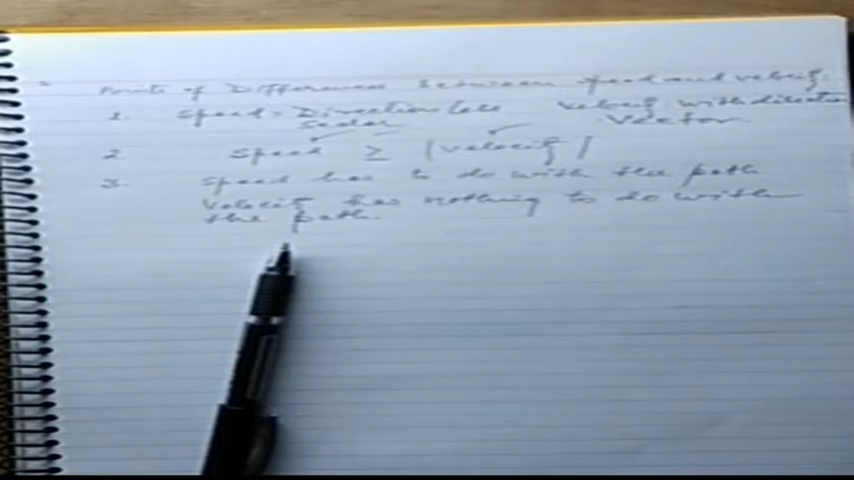 Points of Differences between speed and velocity.
1. Speed - Directionless velocity with direction
Scalar Vector
2 speed ≥ |velocity|
3. speed has to do with the path
velocity has nothing to do with
the path.